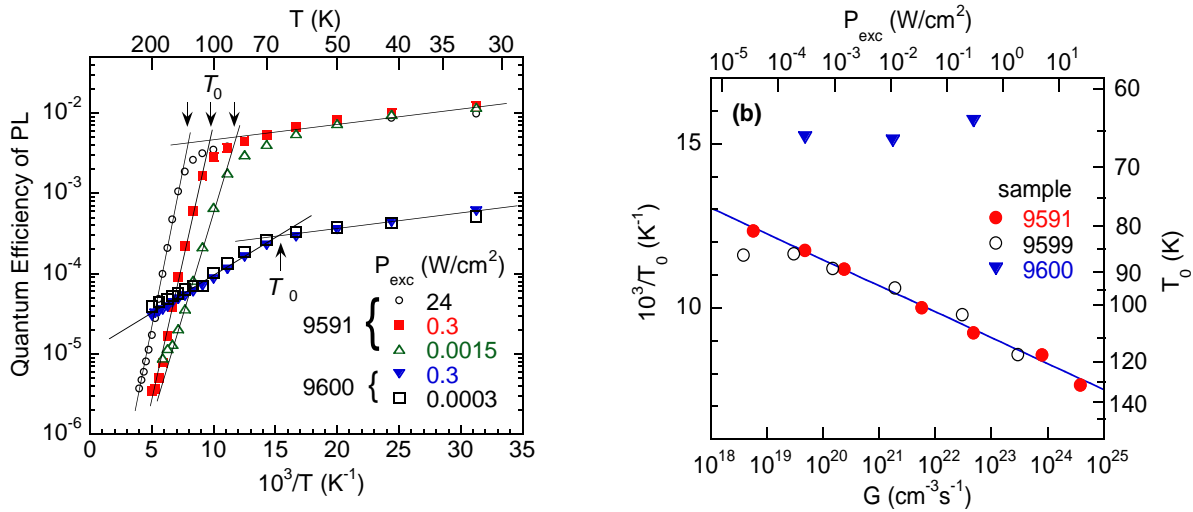 T (K)
200 100 70 50 40 32 30
T0
Quantum Efficiency of PL
10-2
10-3
10-4
10-5
10-6
T0
Pexc (W/cm2)
9591 {
24
0.3
0.0015
9600 {
0.3
0.0003
0 5 10 15 20 25 30 35
103/T (K-1)
Pexc (W/cm2)
10-5 10-4 10-3 10-2 10-1 100 101
(b)
103/T0 (K-1)
15
10
sample
9591
9599
9600
60
70
80
90
100
120
140
T0 (K)
1018 1019 1020 1021 1022 1023 1024 1025
G (cm-3s-1)